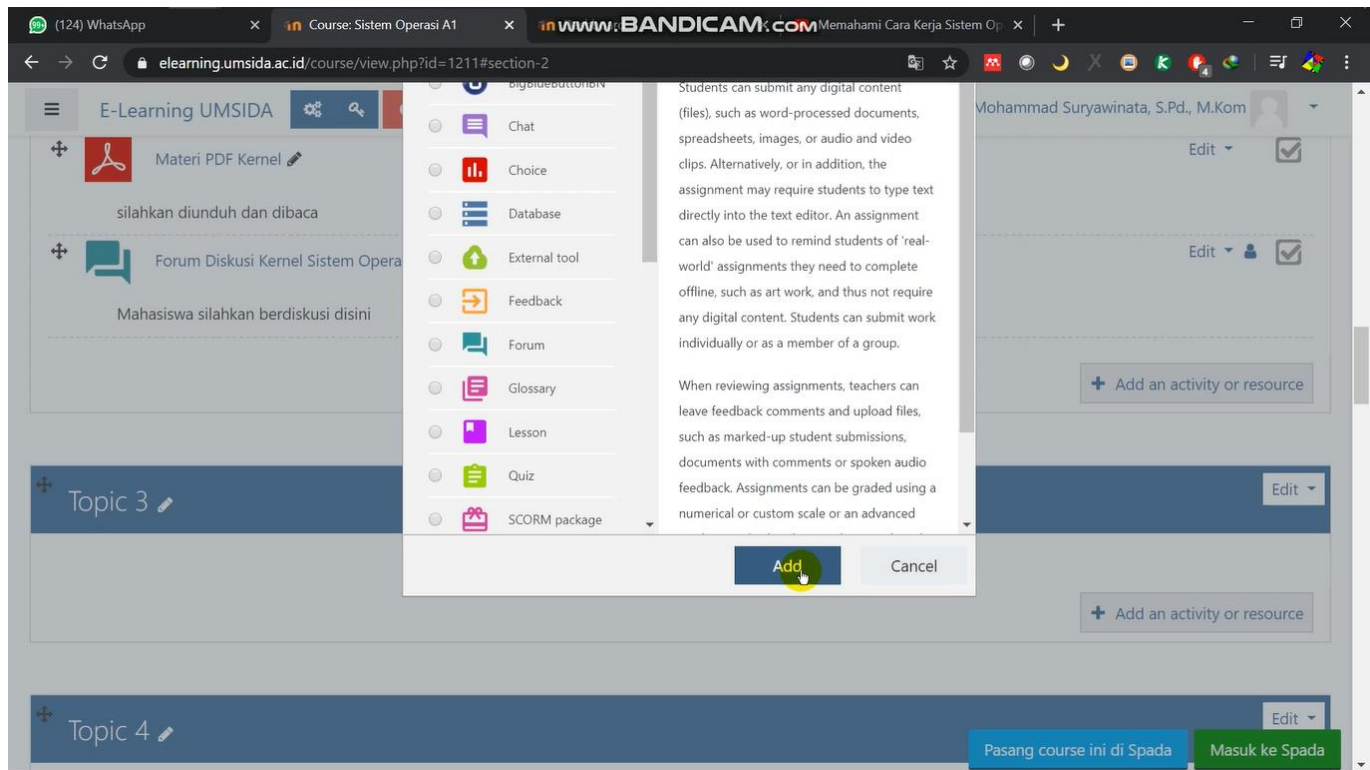 (124) WhatsApp
Course: Sistem Operasi A1
www.BANDICAM.com
Memahami Cara Kerja Sistem Op
elearning.umsida.ac.id/course/view.php?id=1211#section-2
E-Learning UMSIDA
Mohammad Suryawinata, S.Pd., M.Kom
Materi PDF Kernel
Edit
silahkan diunduh dan dibaca
Forum Diskusi Kernel Sistem Opera
Edit
Mahasiswa silahkan berdiskusi disini
Add an activity or resource
BigBlueButtonBN
Chat
Choice
Database
External tool
Feedback
Forum
Glossary
Lesson
Quiz
SCORM package
Students can submit any digital content
(files), such as word-processed documents,
spreadsheets, images, or audio and video
clips. Alternatively, or in addition, the
assignment may require students to type text
directly into the text editor. An assignment
can also be used to remind students of 'real-
world' assignments they need to complete
offline, such as art work, and thus not require
any digital content. Students can submit work
individually or as a member of a group.
When reviewing assignments, teachers can
leave feedback comments and upload files,
such as marked-up student submissions,
documents with comments or spoken audio
feedback. Assignments can be graded using a
numerical or custom scale or an advanced
Add
Cancel
Topic 3
Edit
Add an activity or resource
Topic 4
Edit
Pasang course ini di Spada
Masuk ke Spada